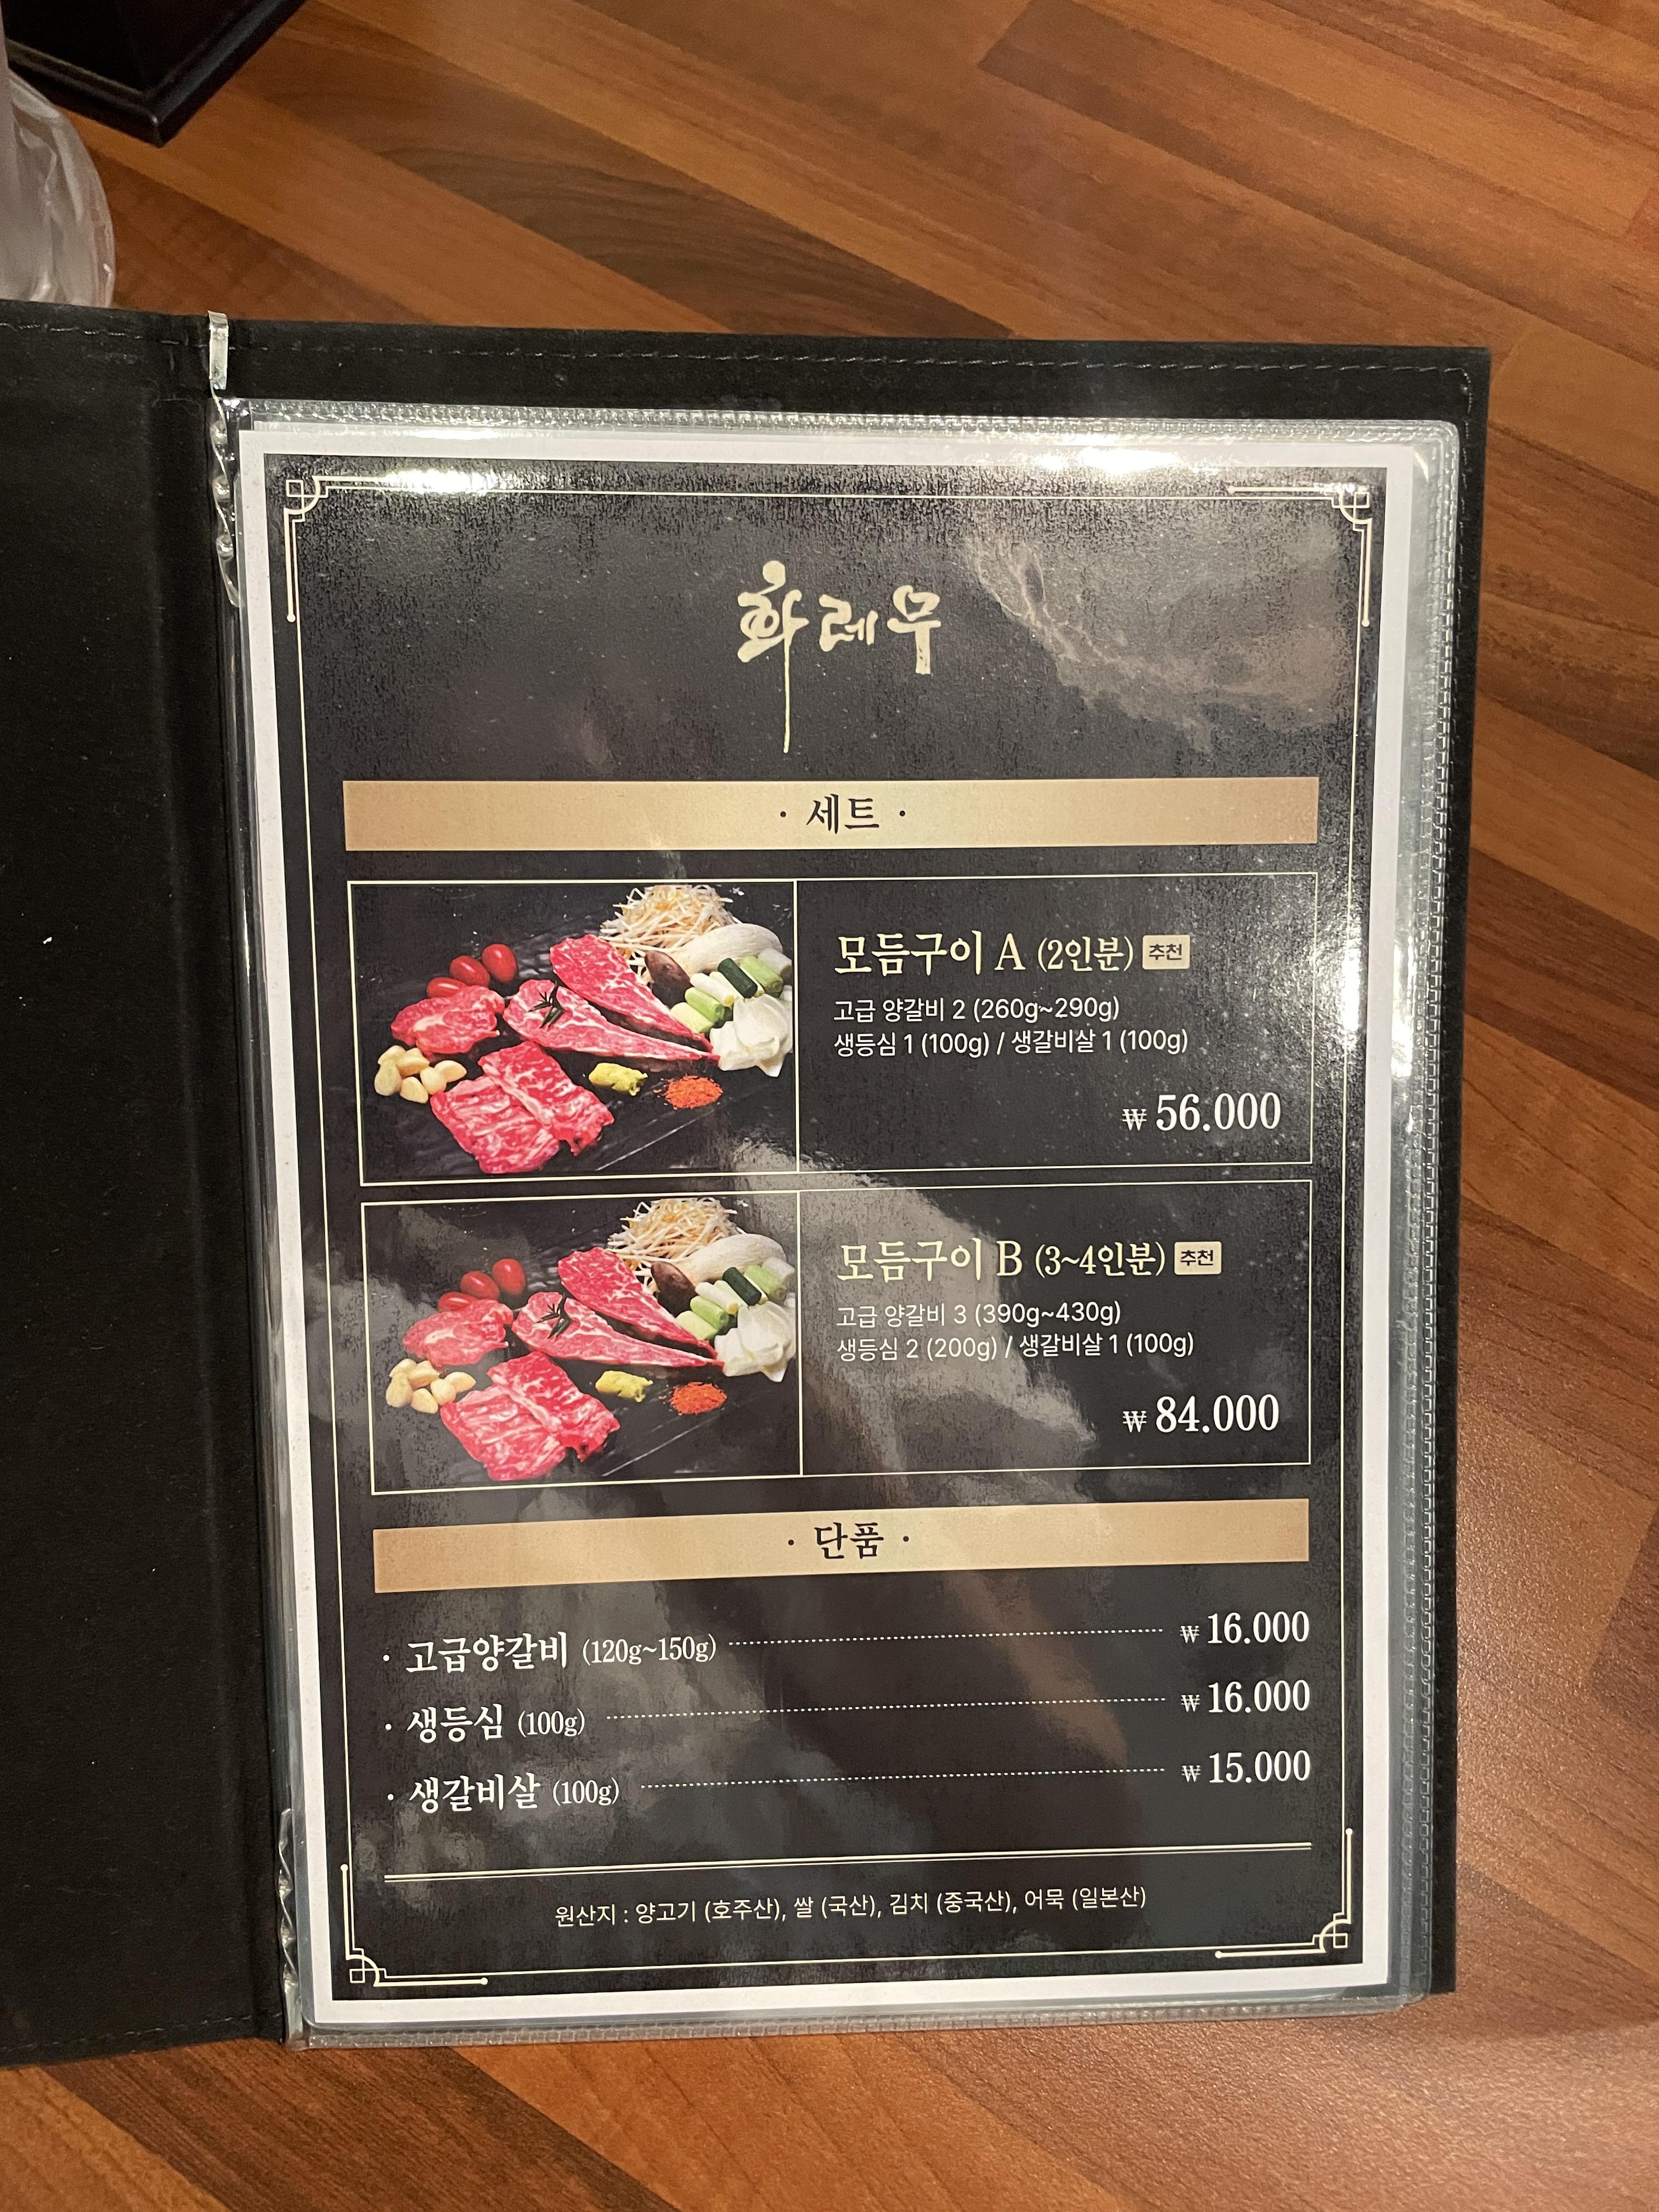 화레무
· 세트 ·
모듬구이 A (2인분) 추천
고급 양갈비 2 (260g~290g)
생등심 1 (100g) / 생갈비살 1 (100g)
₩ 56.000
모듬구이 B (3~4인분) 추천
고급 양갈비 3 (390g~430g)
생등심 2 (200g) / 생갈비살 1 (100g)
₩ 84.000
· 단품 ·
· 고급양갈비 (120g~150g) ₩ 16.000
· 생등심 (100g) ₩ 16.000
· 생갈비살 (100g) ₩ 15.000
원산지 : 양고기 (호주산), 쌀 (국산), 김치 (중국산), 어묵 (일본산)